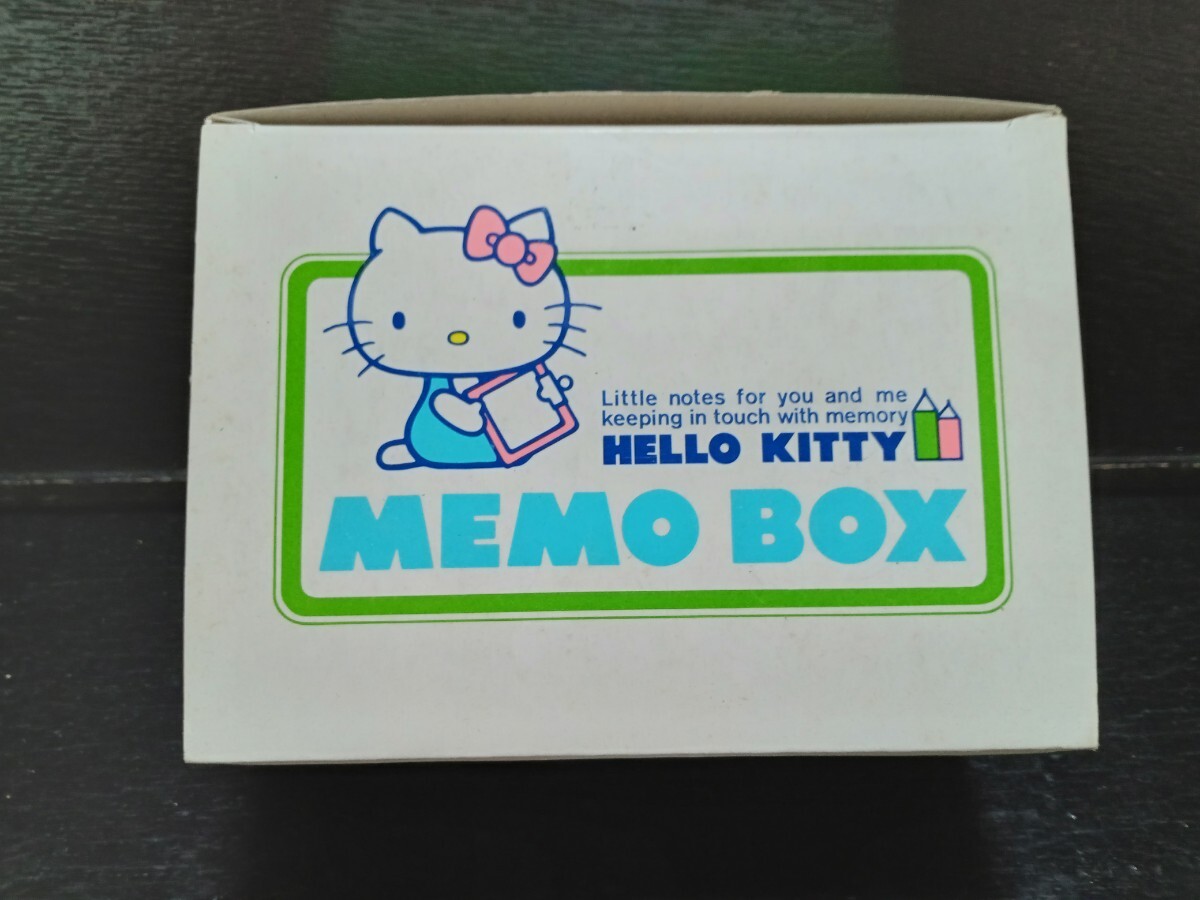 Little notes for you and me
keeping in touch with memory
HELLO KITTY
MEMO BOX